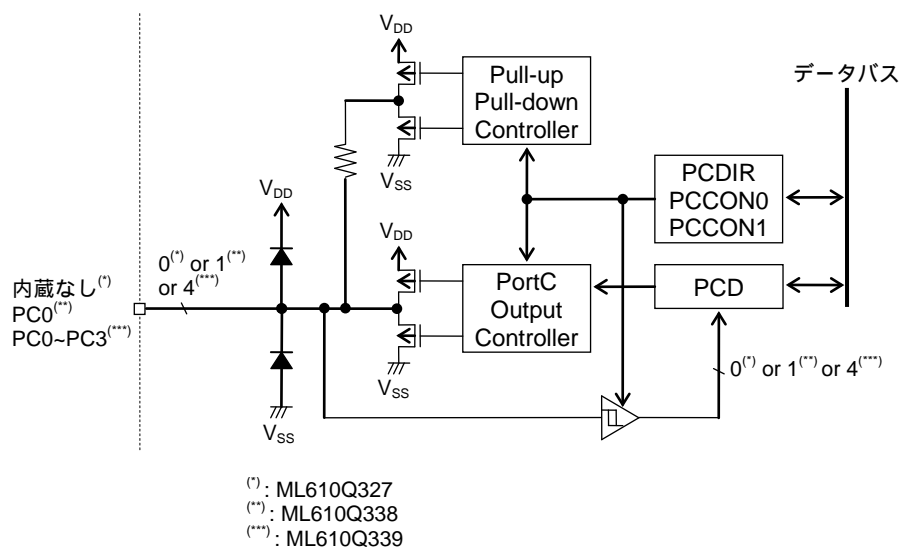 V_DD
Pull-up
Pull-down
Controller
データバス
V_SS
PCDIR
PCCON0
PCCON1
V_DD
V_DD
0^(*) or 1^(**)
or 4^(***)
内蔵なし^(*)
PC0^(**)
PC0~PC3^(***)
PortC
Output
Controller
PCD
0^(*) or 1^(**) or 4^(***)
V_SS
V_SS
^(*): ML610Q327
^(**): ML610Q338
^(***): ML610Q339